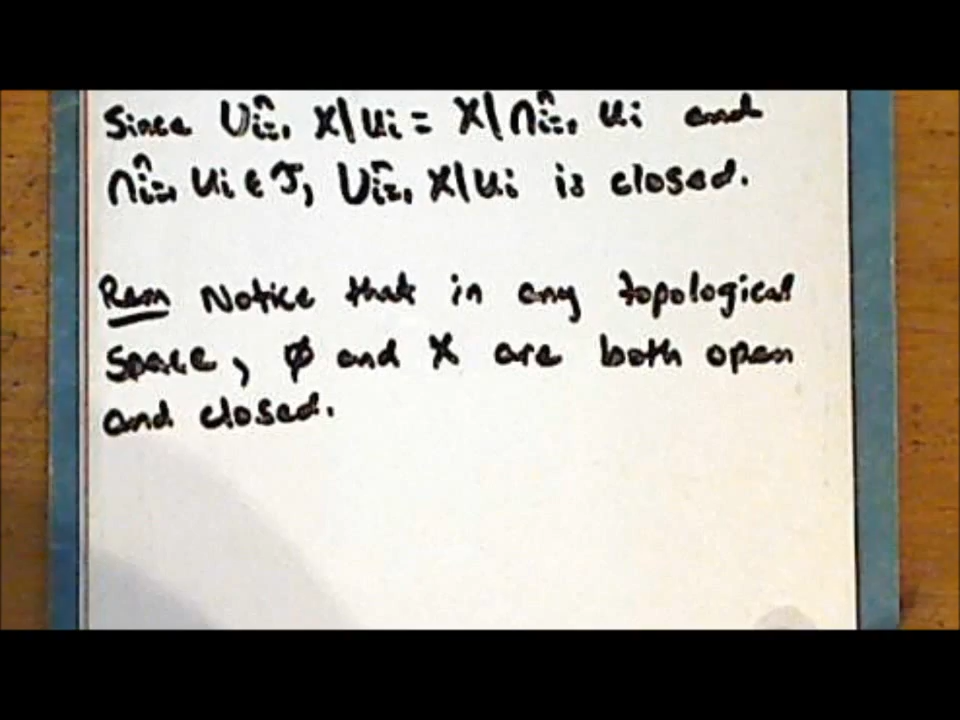 Since ∪ⁿᵢ₌₁ X\Uᵢ = X\∩ⁿᵢ₌₁ Uᵢ and
∩ⁿᵢ₌₁ Uᵢ ∈ 𝒯, ∪ⁿᵢ₌₁ X\Uᵢ is closed.
Rem Notice that in any topological
space, ∅ and X are both open
and closed.